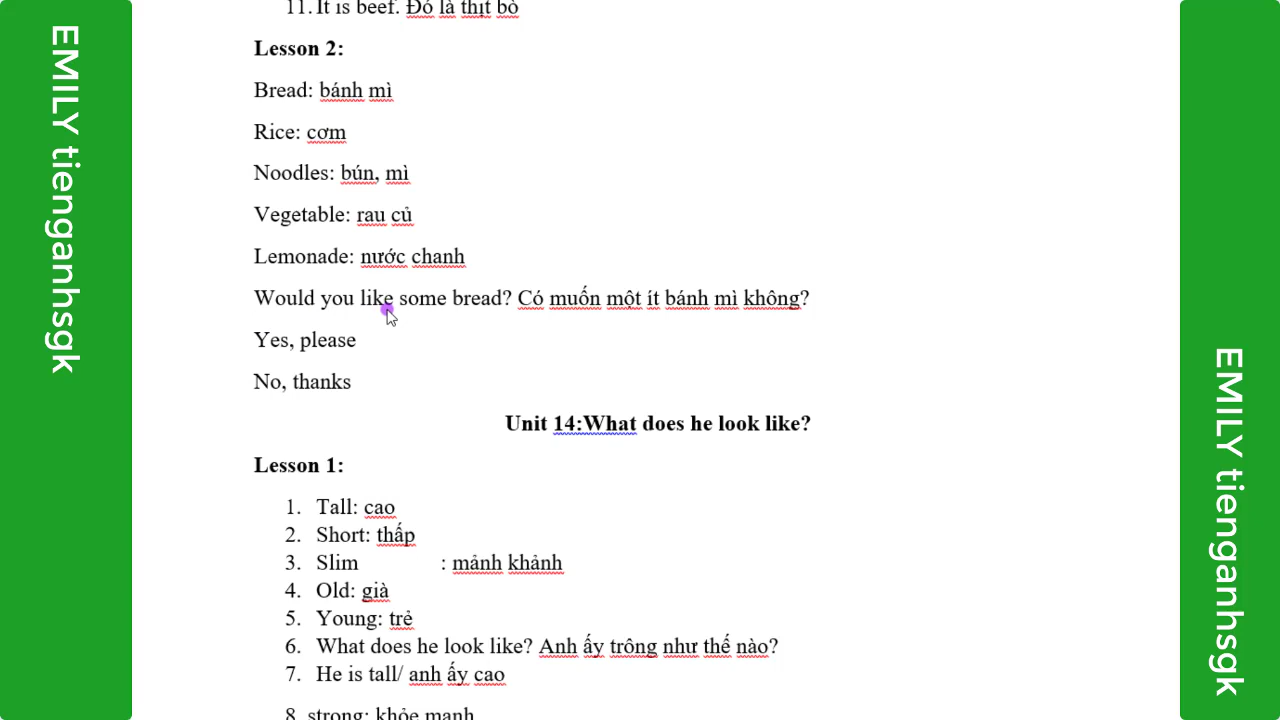 EMILY tienganhsgk
11. It is beef. Đó là thịt bò
Lesson 2:
Bread: bánh mì
Rice: cơm
Noodles: bún, mì
Vegetable: rau củ
Lemonade: nước chanh
Would you like some bread? Có muốn một ít bánh mì không?
Yes, please
No, thanks
Unit 14:What does he look like?
Lesson 1:
1. Tall: cao
2. Short: thấp
3. Slim : mảnh khảnh
4. Old: già
5. Young: trẻ
6. What does he look like? Anh ấy trông như thế nào?
7. He is tall/ anh ấy cao
8. strong: khỏe mạnh
EMILY tienganhsgk